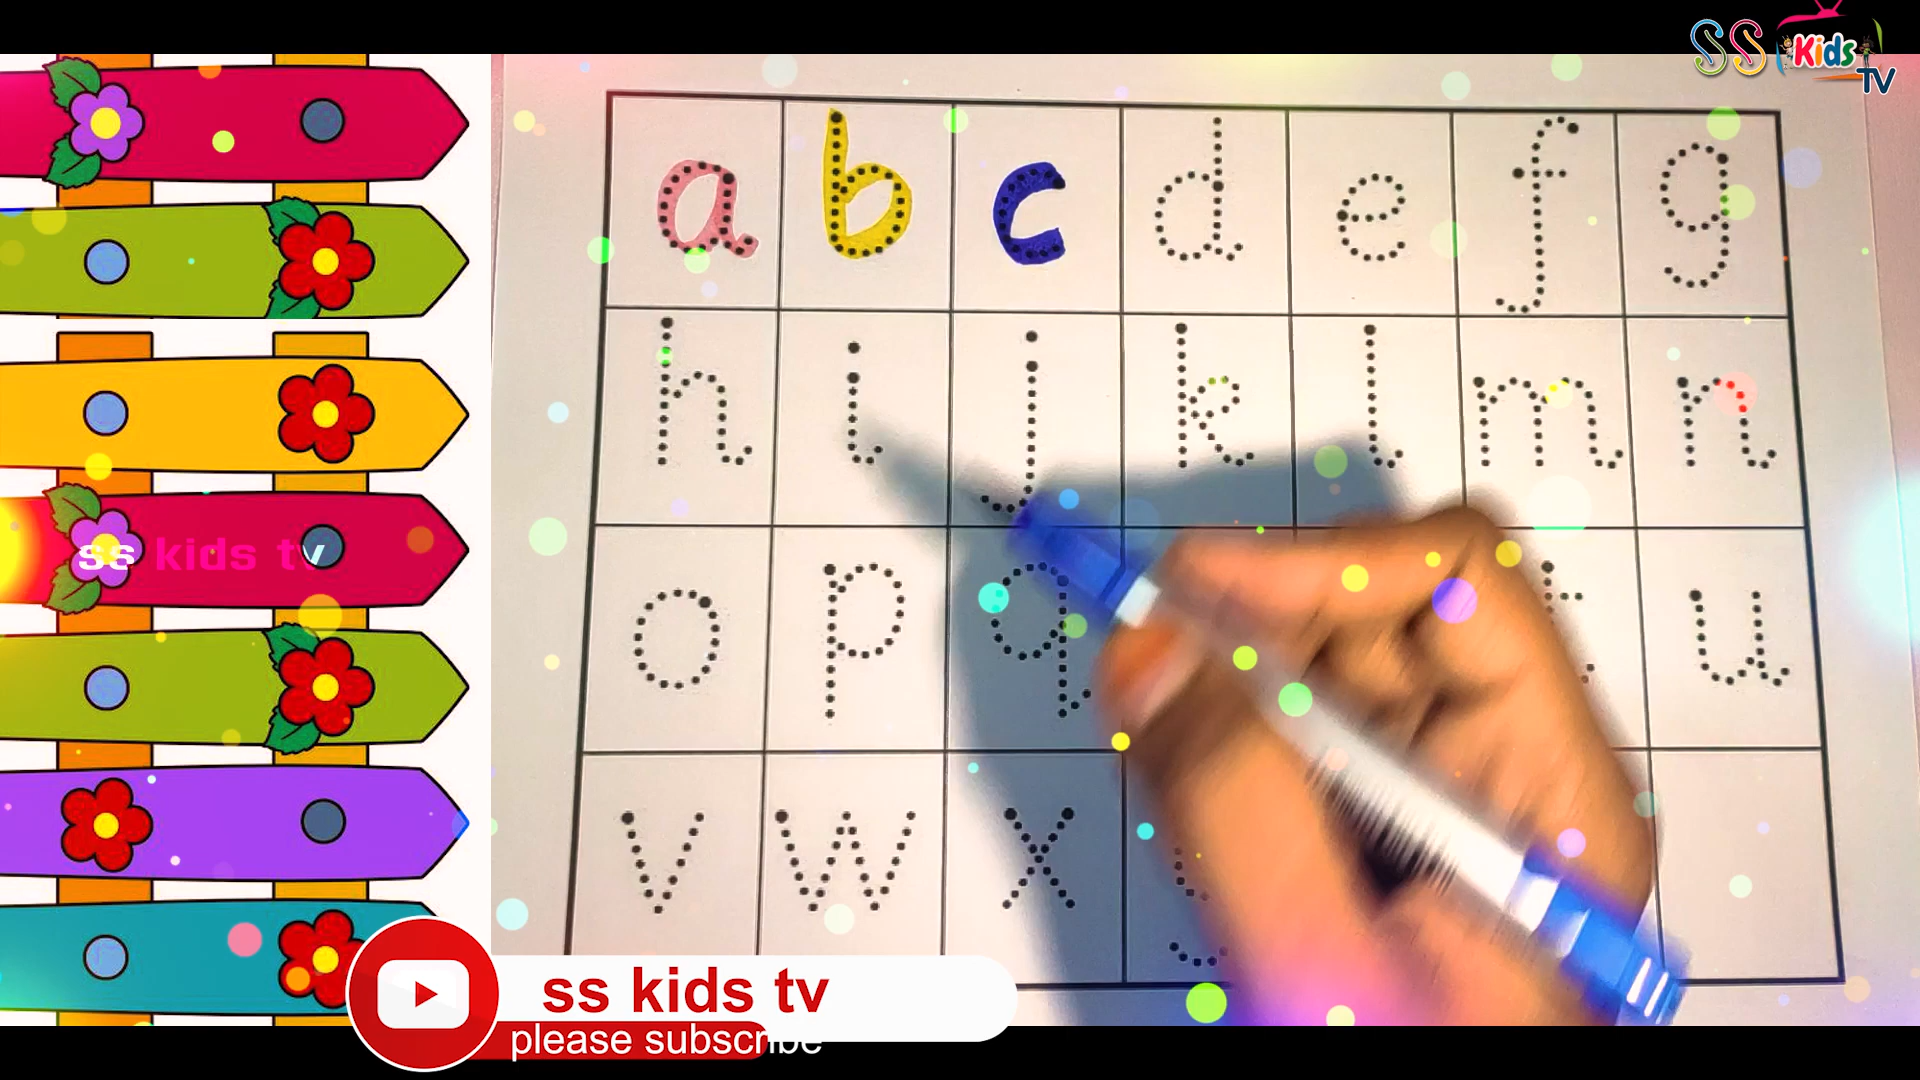 SS Kids TV
a b c d e f g
h i j k l m n
o p q t u
v w x
ss kids tv
ss kids tv
please subscribe